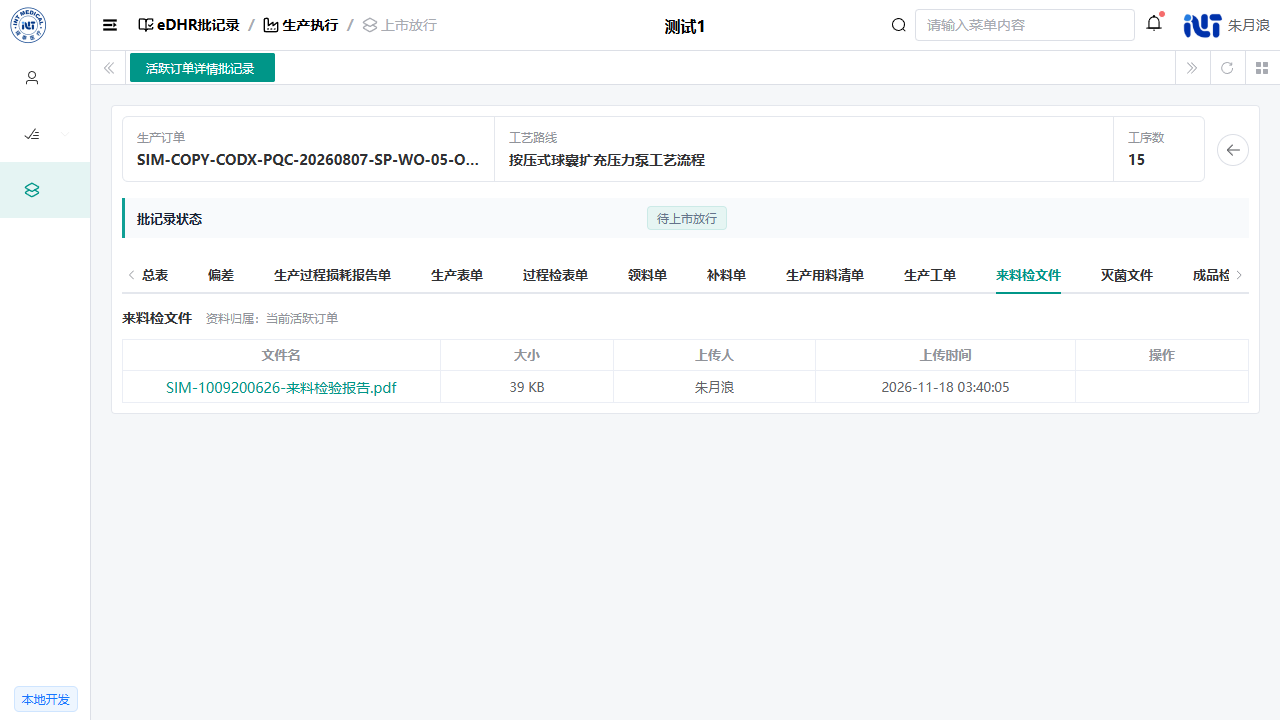 eDHR批记录 / 生产执行 / 上市放行
测试1
请输入菜单内容
朱月浪
活跃订单详情批记录
生产订单
SIM-COPY-CODX-PQC-20260807-SP-WO-05-O...
工艺路线
按压式球囊扩充压力泵工艺流程
工序数
15
批记录状态
待上市放行
总表 偏差 生产过程损耗报告单 生产表单 过程检表单 领料单 补料单 生产用料清单 生产工单 来料检文件 灭菌文件 成品检
来料检文件 资料归属：当前活跃订单
文件名 大小 上传人 上传时间 操作
SIM-1009200626-来料检验报告.pdf 39 KB 朱月浪 2026-11-18 03:40:05
本地开发